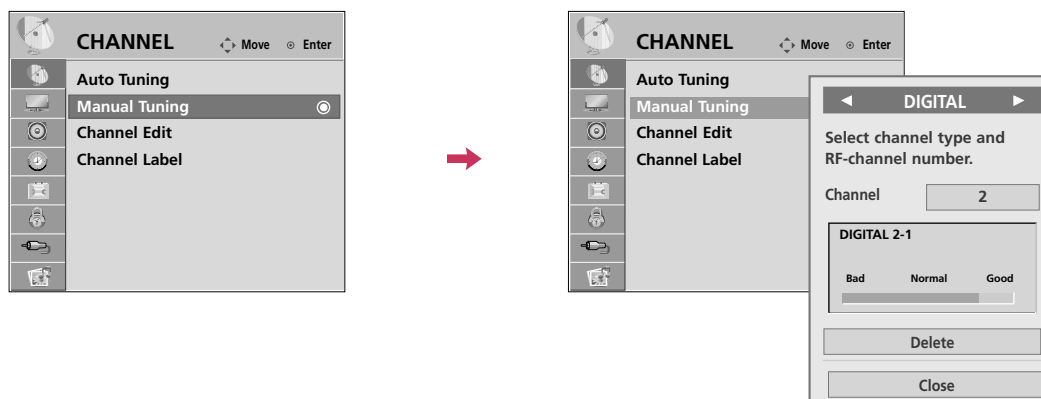 CHANNEL Move Enter
Auto Tuning
Manual Tuning
Channel Edit
Channel Label
CHANNEL Move Enter
Auto Tuning
Manual Tuning
Channel Edit
Channel Label
DIGITAL
Select channel type and
RF-channel number.
Channel 2
DIGITAL 2-1
Bad Normal Good
Delete
Close